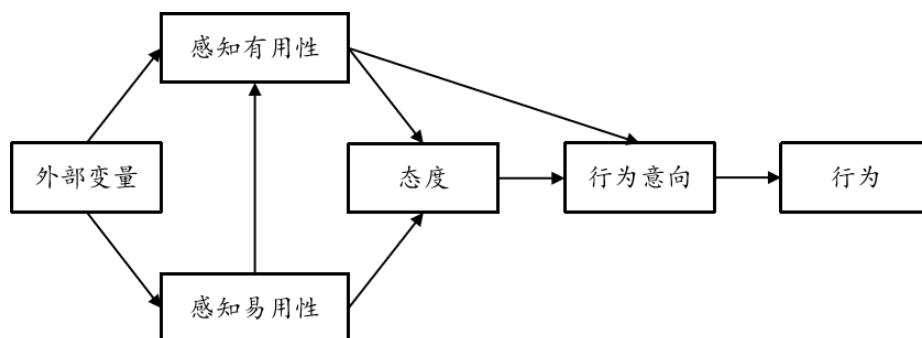 感知有用性
外部变量
态度
行为意向
行为
感知易用性